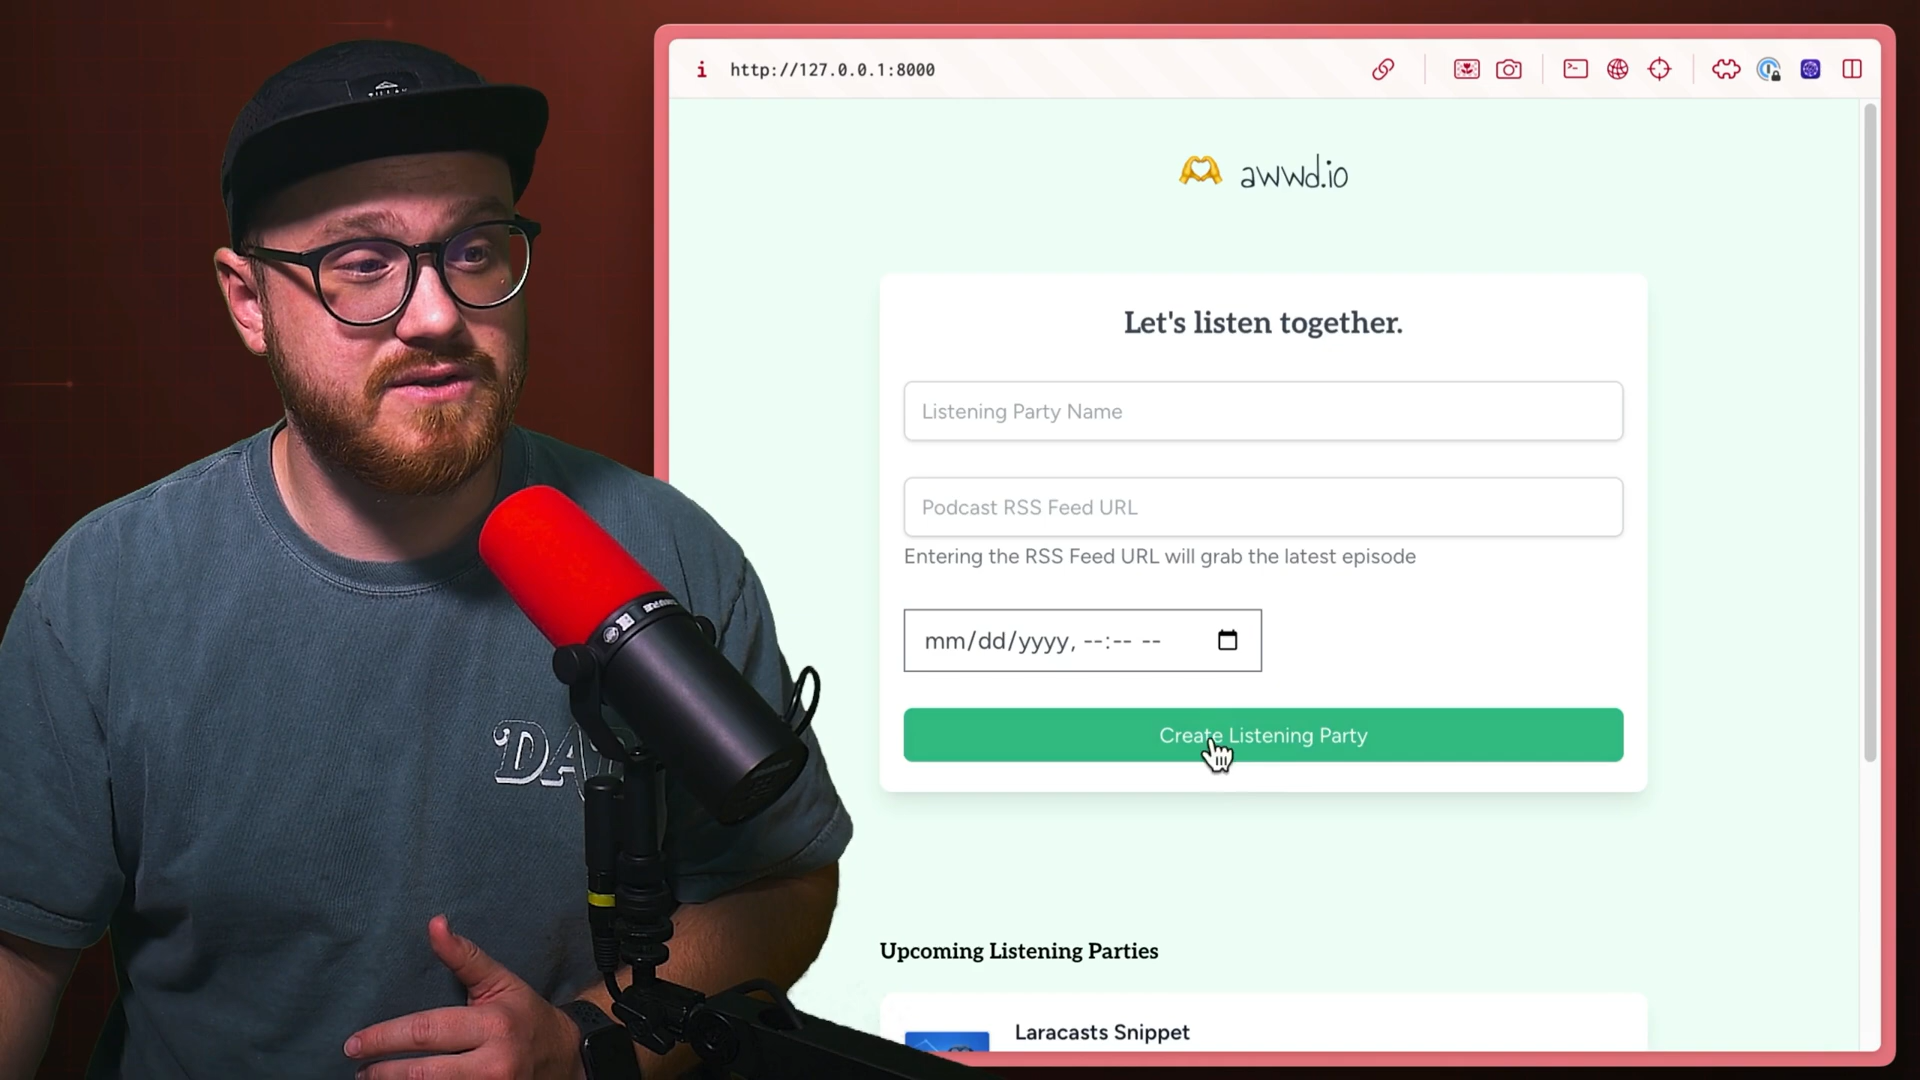 http://127.0.0.1:8000
awwd.io
Let's listen together.
Listening Party Name
Podcast RSS Feed URL
Entering the RSS Feed URL will grab the latest episode
mm/dd/yyyy, --:-- --
Create Listening Party
Upcoming Listening Parties
Laracasts Snippet